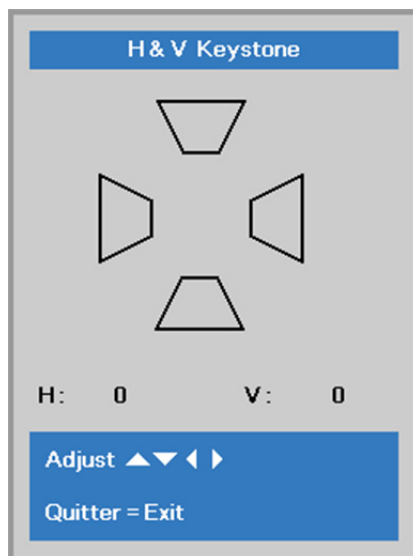 H & V Keystone
H: 0 V: 0
Adjust ▲▼◀▶
Quitter = Exit